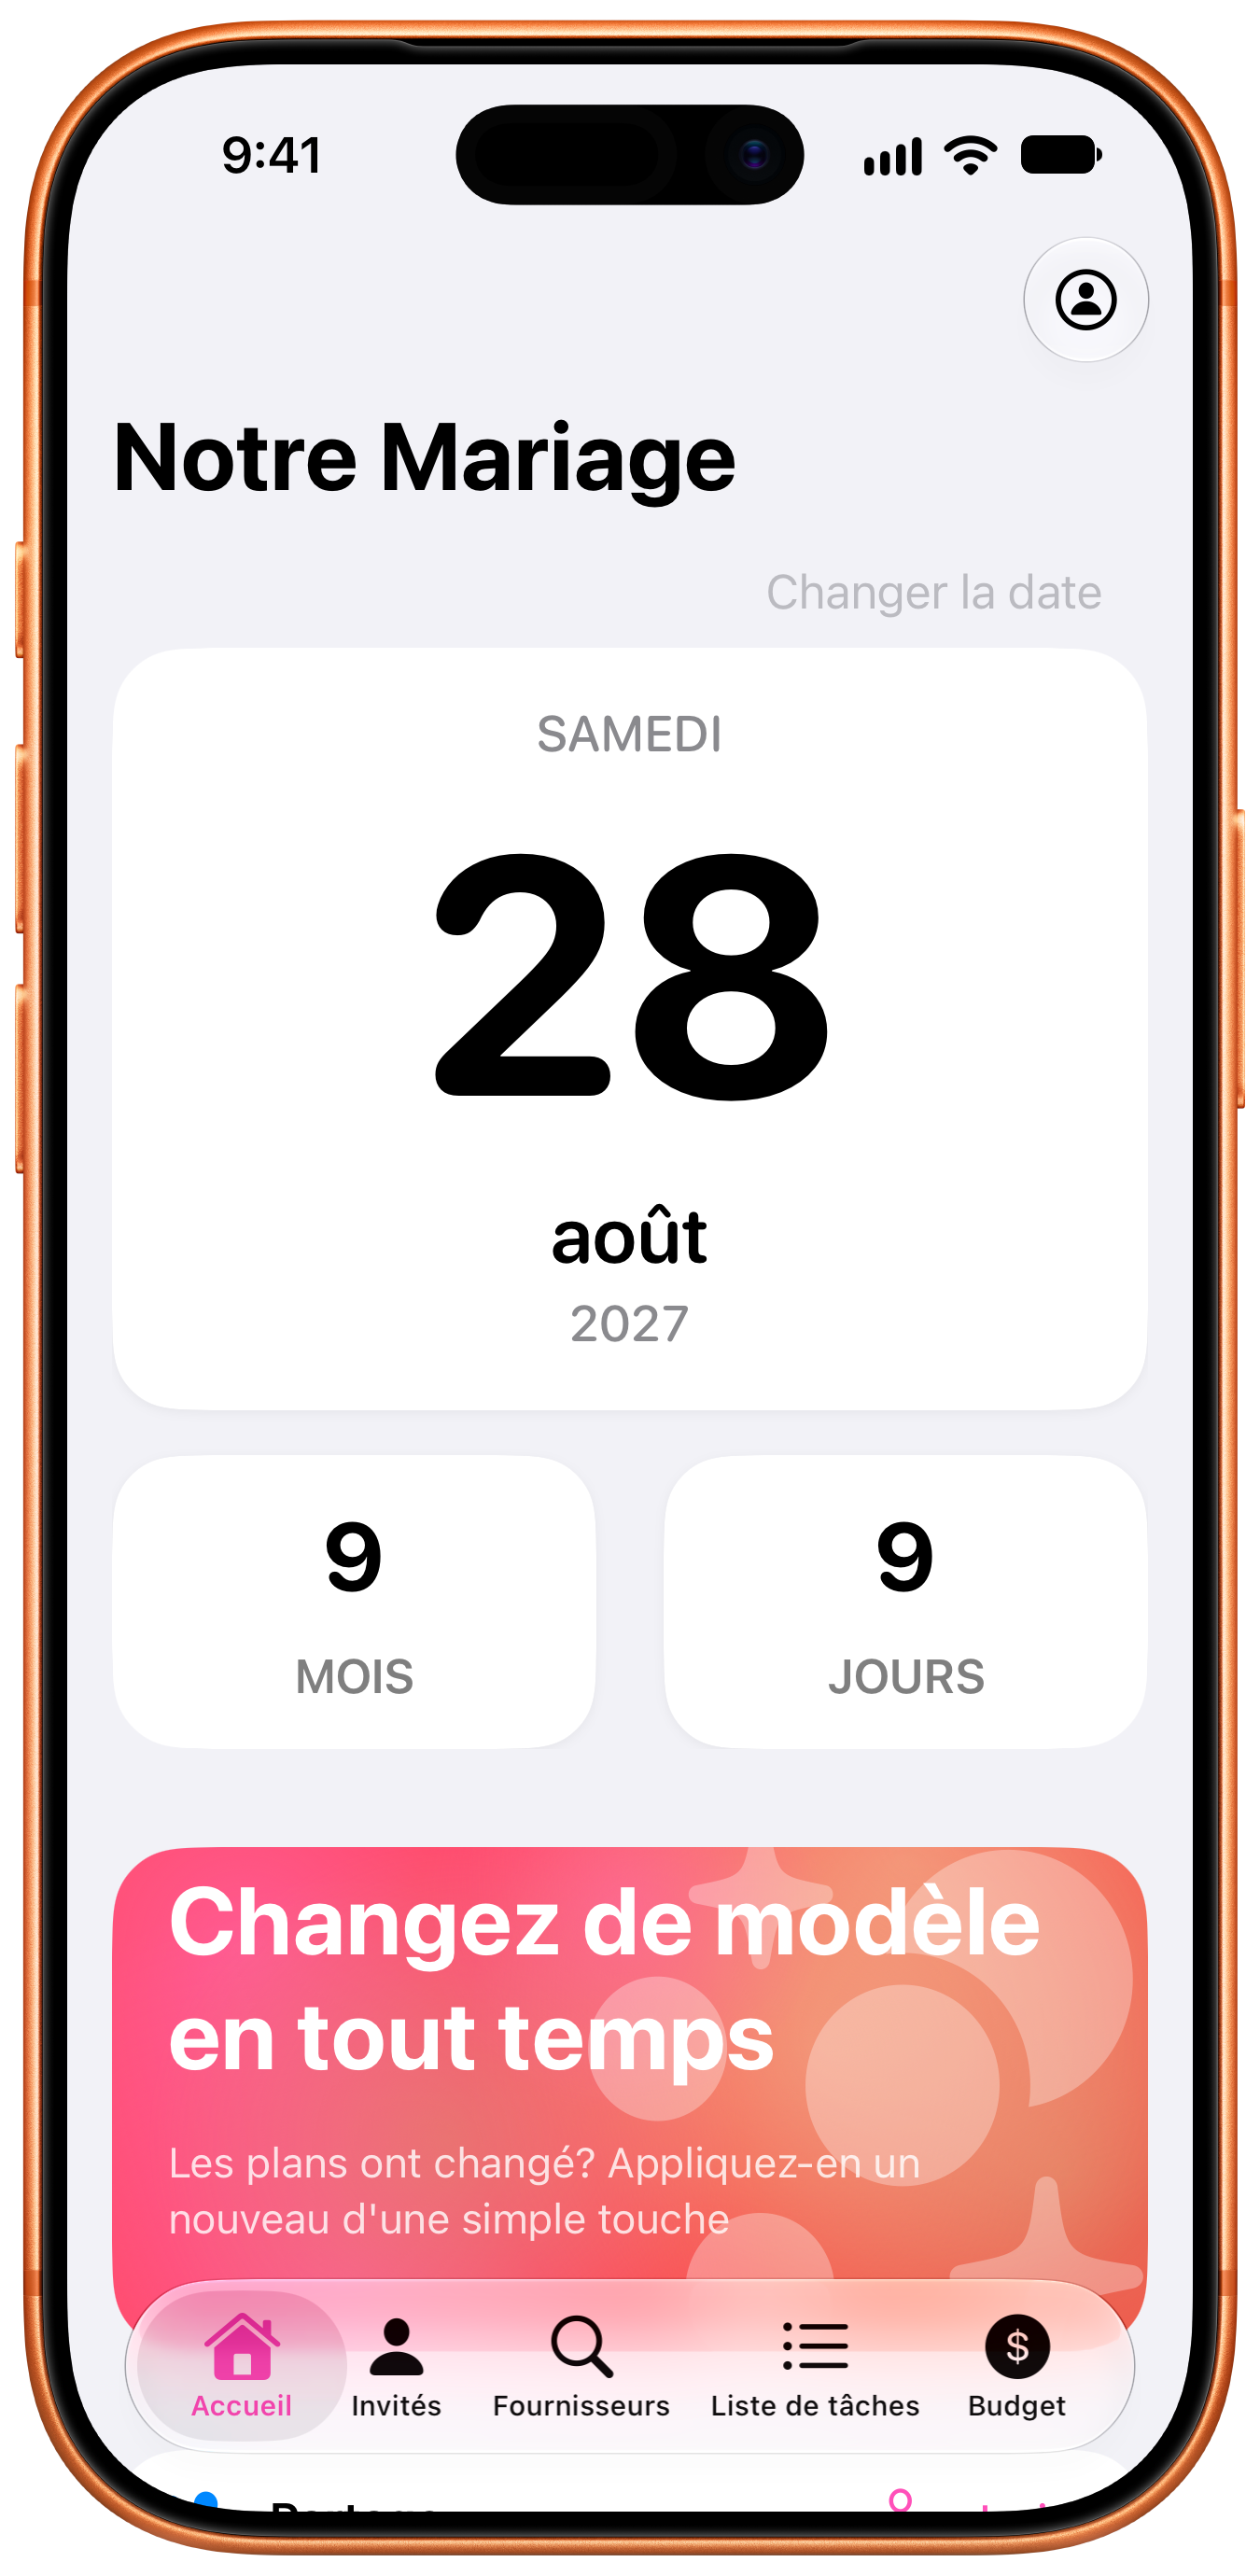 9:41
Notre Mariage
Changer la date
SAMEDI
28
août
2027
9
MOIS
9
JOURS
Changez de modèle
en tout temps
Les plans ont changé? Appliquez-en un
nouveau d'une simple touche
Accueil
Invités
Fournisseurs
Liste de tâches
$
Budget